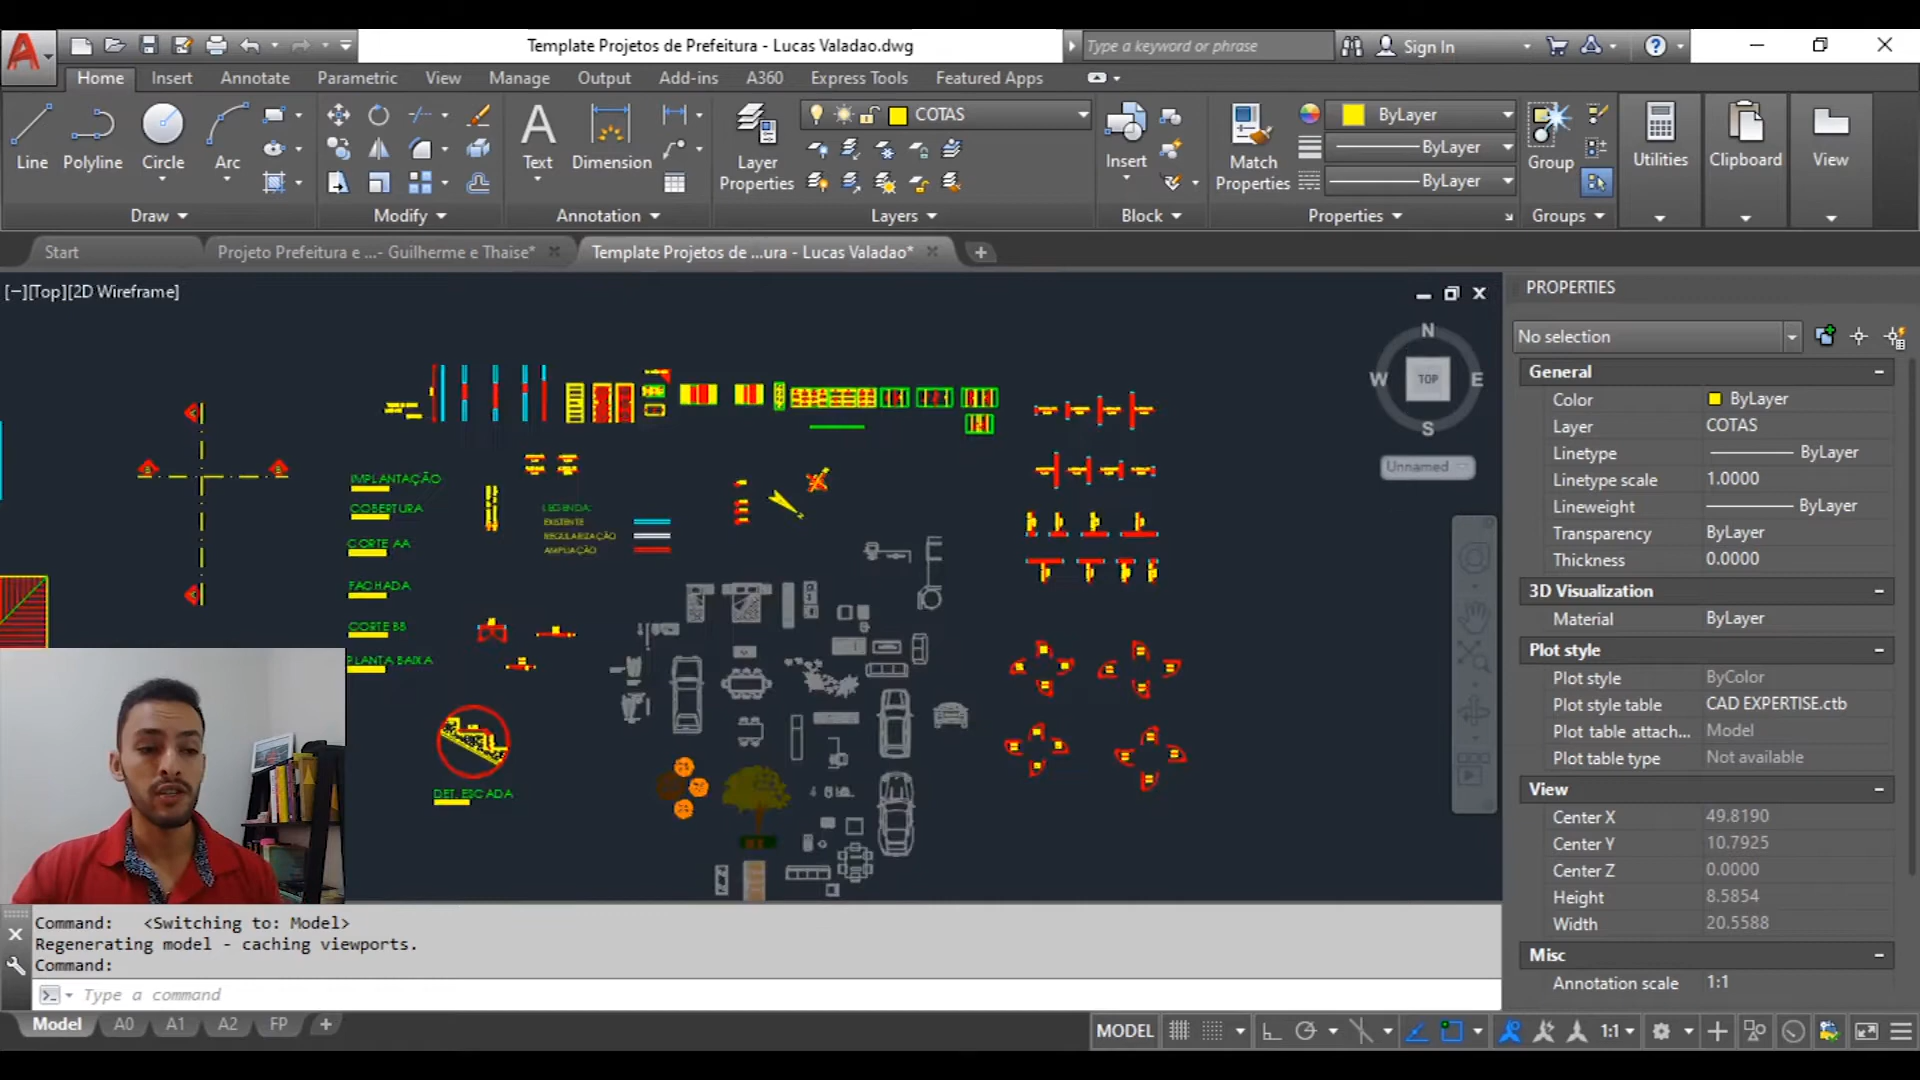 Template Projetos de Prefeitura - Lucas Valadao.dwg
Type a keyword or phrase
Sign In
Home Insert Annotate Parametric View Manage Output Add-ins A360 Express Tools Featured Apps
COTAS
ByLayer
ByLayer
ByLayer
Line Polyline Circle Arc
Text Dimension
Layer Properties
Insert
Match Properties
Group
Utilities Clipboard View
Draw Modify Annotation Layers Block Properties Groups
Start
Projeto Prefeitura e ...- Guilherme e Thaise*
Template Projetos de ...ura - Lucas Valadao*
[−][Top][2D Wireframe]
N
W TOP E
S
Unnamed
IMPLANTAÇÃO
COBERTURA
CORTE AA
FACHADA
CORTE BB
PLANTA BAIXA
DET. ESCADA
LEGENDA:
EXISTENTE
REGULARIZAÇÃO
AMPLIAÇÃO
PROPERTIES
No selection
General
Color ByLayer
Layer COTAS
Linetype ByLayer
Linetype scale 1.0000
Lineweight ByLayer
Transparency ByLayer
Thickness 0.0000
3D Visualization
Material ByLayer
Plot style
Plot style ByColor
Plot style table CAD EXPERTISE.ctb
Plot table attach... Model
Plot table type Not available
View
Center X 49.8190
Center Y 10.7925
Center Z 0.0000
Height 8.5854
Width 20.5588
Misc
Annotation scale 1:1
Command: <Switching to: Model>
Regenerating model - caching viewports.
Command:
Type a command
Model A0 A1 A2 FP
MODEL
1:1